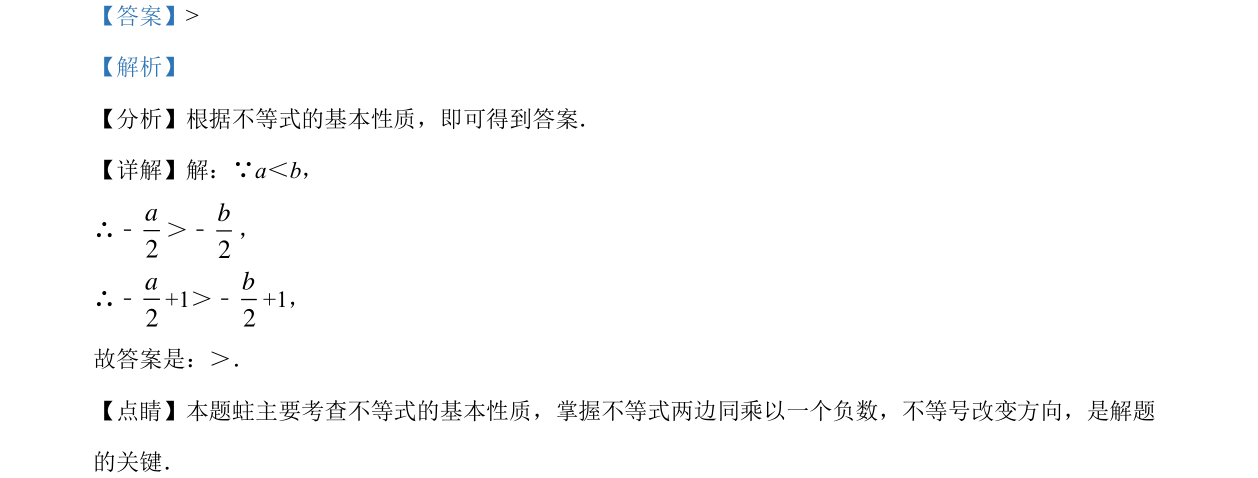 【答案】>
【解析】
【分析】根据不等式的基本性质，即可得到答案．
【详解】解：∵a＜b，
∴﹣a/2＞﹣b/2，
∴﹣a/2+1＞﹣b/2+1，
故答案是：＞．
【点睛】本题蛀主要考查不等式的基本性质，掌握不等式两边同乘以一个负数，不等号改变方向，是解题
的关键．